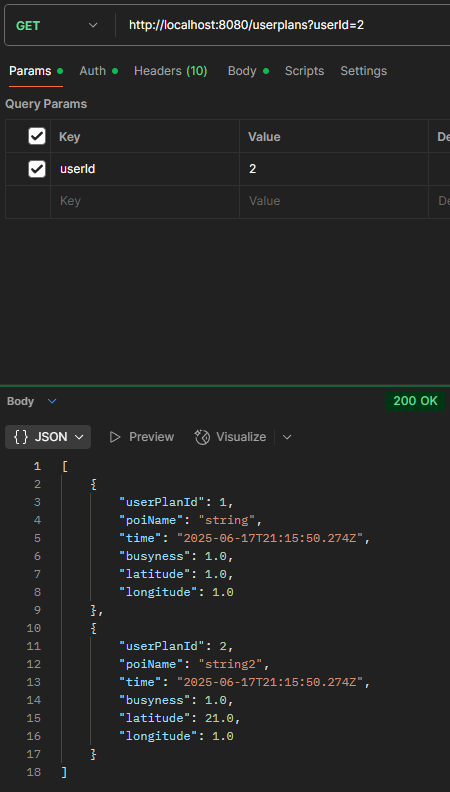 GET http://localhost:8080/userplans?userId=2
Params Auth Headers (10) Body Scripts Settings
Query Params
Key Value De
userId 2
Key Value De
Body 200 OK
{} JSON Preview Visualize
1 [
2 {
3 "userPlanId": 1,
4 "poiName": "string",
5 "time": "2025-06-17T21:15:50.274Z",
6 "busyness": 1.0,
7 "latitude": 1.0,
8 "longitude": 1.0
9 },
10 {
11 "userPlanId": 2,
12 "poiName": "string2",
13 "time": "2025-06-17T21:15:50.274Z",
14 "busyness": 1.0,
15 "latitude": 21.0,
16 "longitude": 1.0
17 }
18 ]